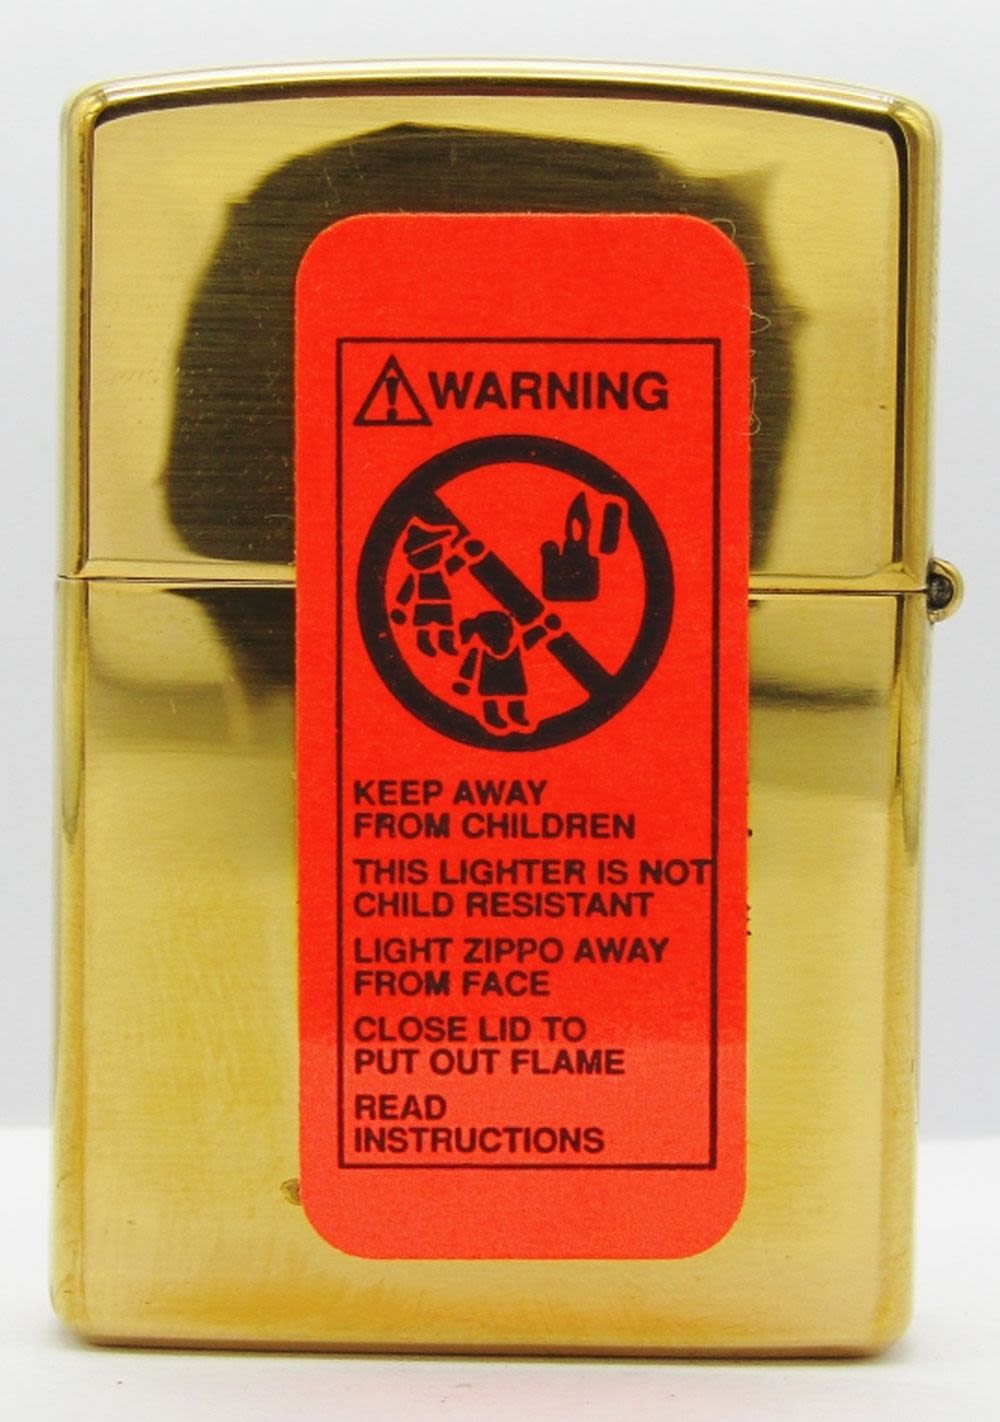 WARNING
KEEP AWAY
FROM CHILDREN
THIS LIGHTER IS NOT
CHILD RESISTANT
LIGHT ZIPPO AWAY
FROM FACE
CLOSE LID TO
PUT OUT FLAME
READ
INSTRUCTIONS